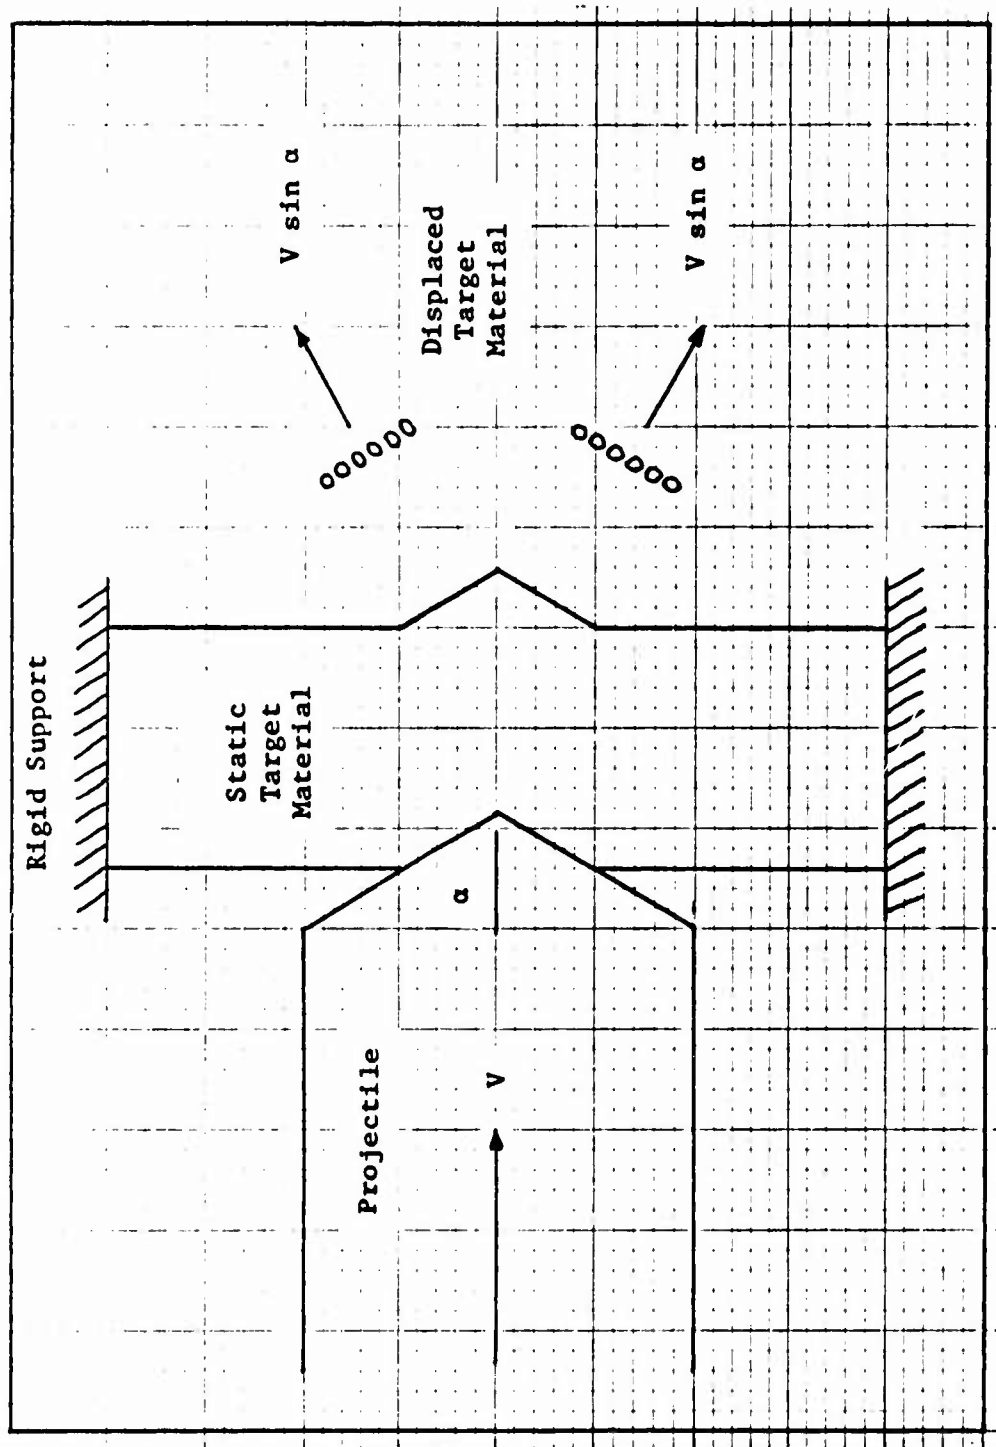 Rigid Support
Static
Target
Material
Projectile
α
V
Displaced
Target
Material
V sin α
V sin α